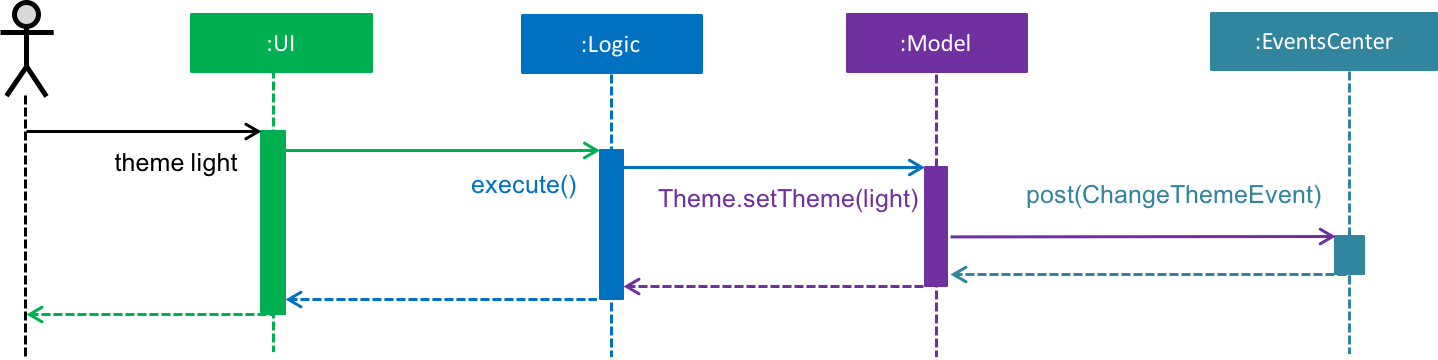 :UI
:Logic
:Model
:EventsCenter
theme light
execute()
Theme.setTheme(light)
post(ChangeThemeEvent)